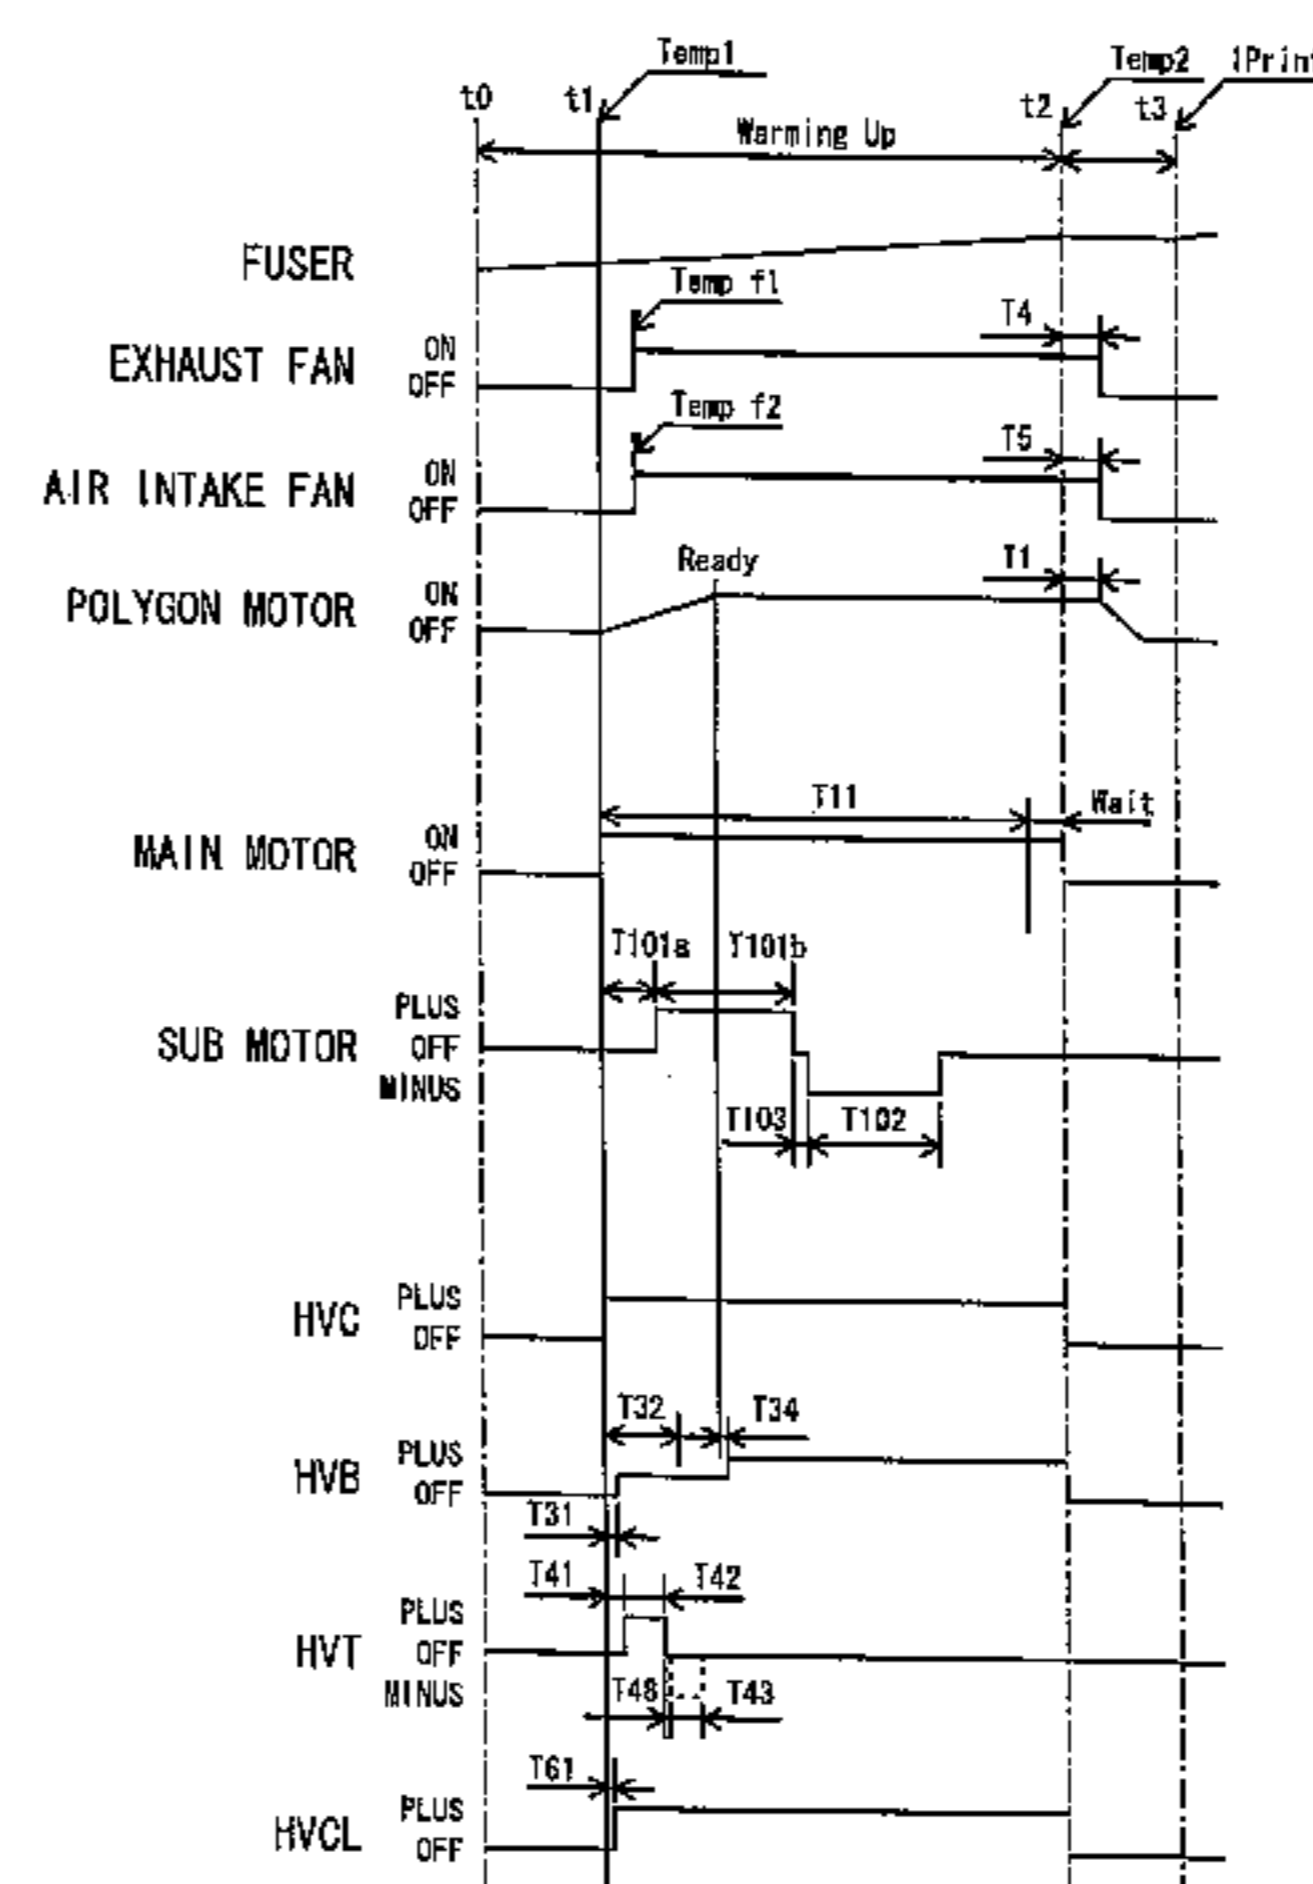 Temp1
Temp2
t0
t1
t2
t3
Warming Up
FUSER
Temp f1
T4
EXHAUST FAN
ON
OFF
Temp f2
T5
AIR INTAKE FAN
ON
OFF
Ready
T1
POLYGON MOTOR
ON
OFF
T11
Wait
MAIN MOTOR
ON
OFF
T101a
T101b
SUB MOTOR
PLUS
OFF
MINUS
T103
T102
HVC
PLUS
OFF
T32
T34
HVB
PLUS
OFF
T31
T41
T42
HVT
PLUS
OFF
MINUS
T48
T43
T61
HVCL
PLUS
OFF